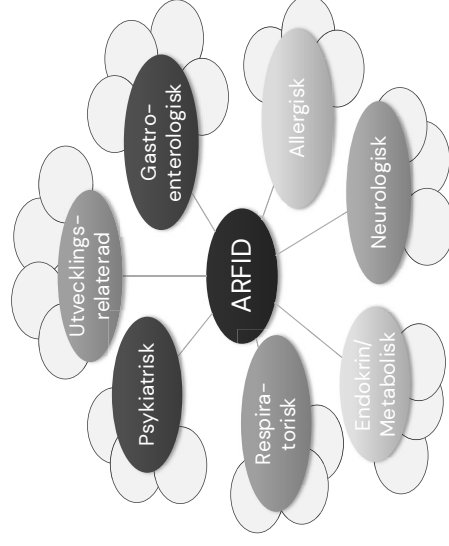 Utvecklings-
relaterad
Gastro-
enterologisk
Allergisk
Neurologisk
Endokrin/
Metabolisk
Respira-
torisk
Psykiatrisk
ARFID